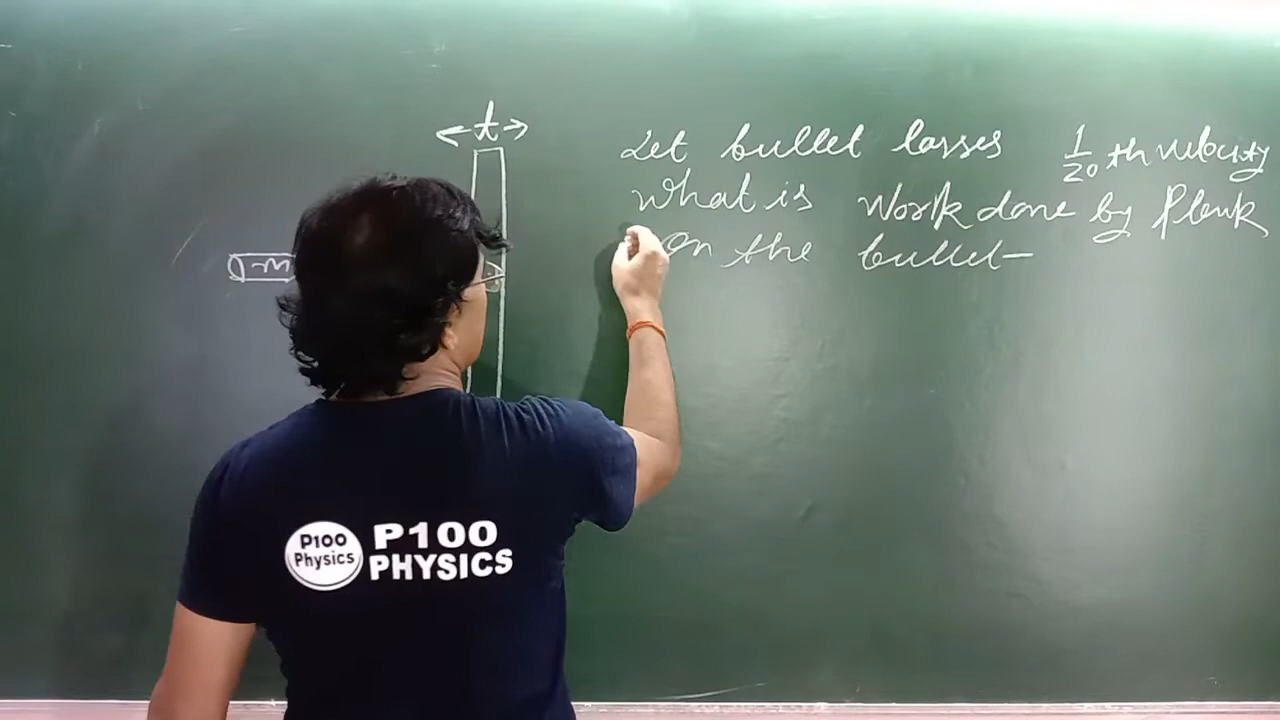 t
m
Let bullet losses 1/20 th velocity
What is Work done by Plenk
on the bullet
P100
Physics
P100
PHYSICS